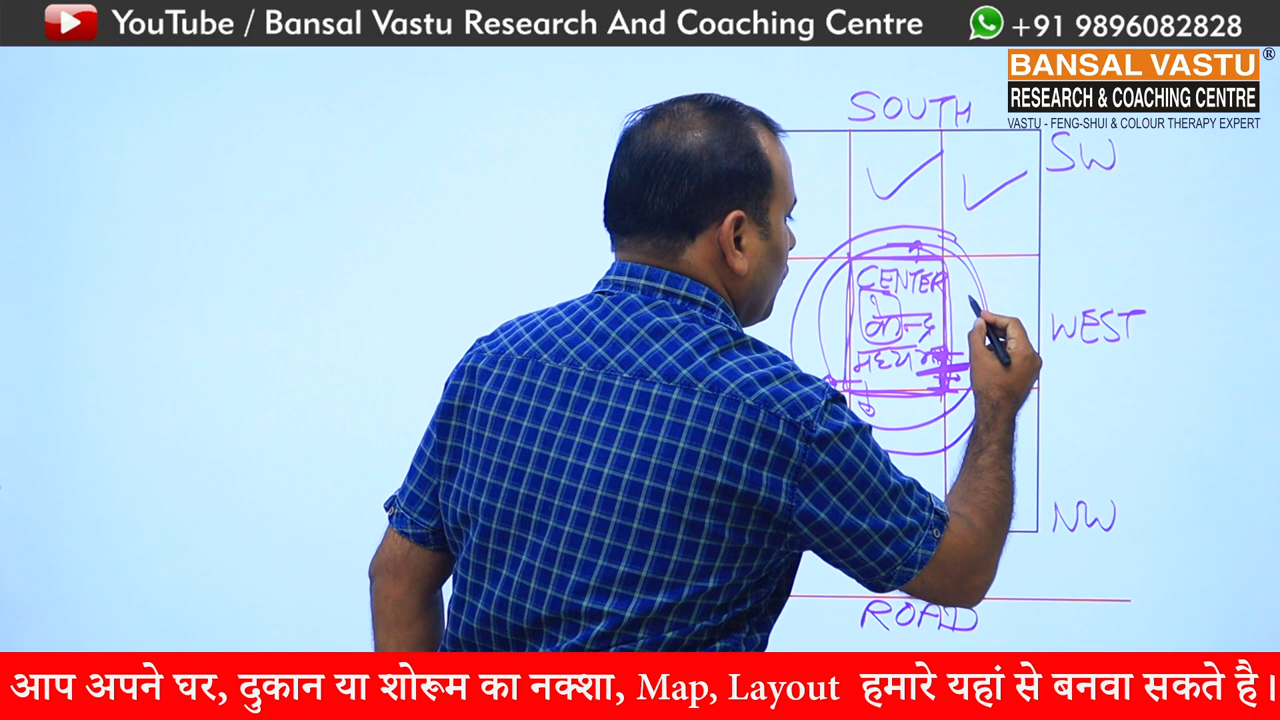 YouTube / Bansal Vastu Research And Coaching Centre
+91 9896082828
BANSAL VASTU®
RESEARCH & COACHING CENTRE
VASTU - FENG-SHUI & COLOUR THERAPY EXPERT
SOUTH
SW
CENTER
केन्द्र
WEST
मध्य
NW
ROAD
आप अपने घर, दुकान या शोरूम का नक्शा, Map, Layout हमारे यहां से बनवा सकते है।